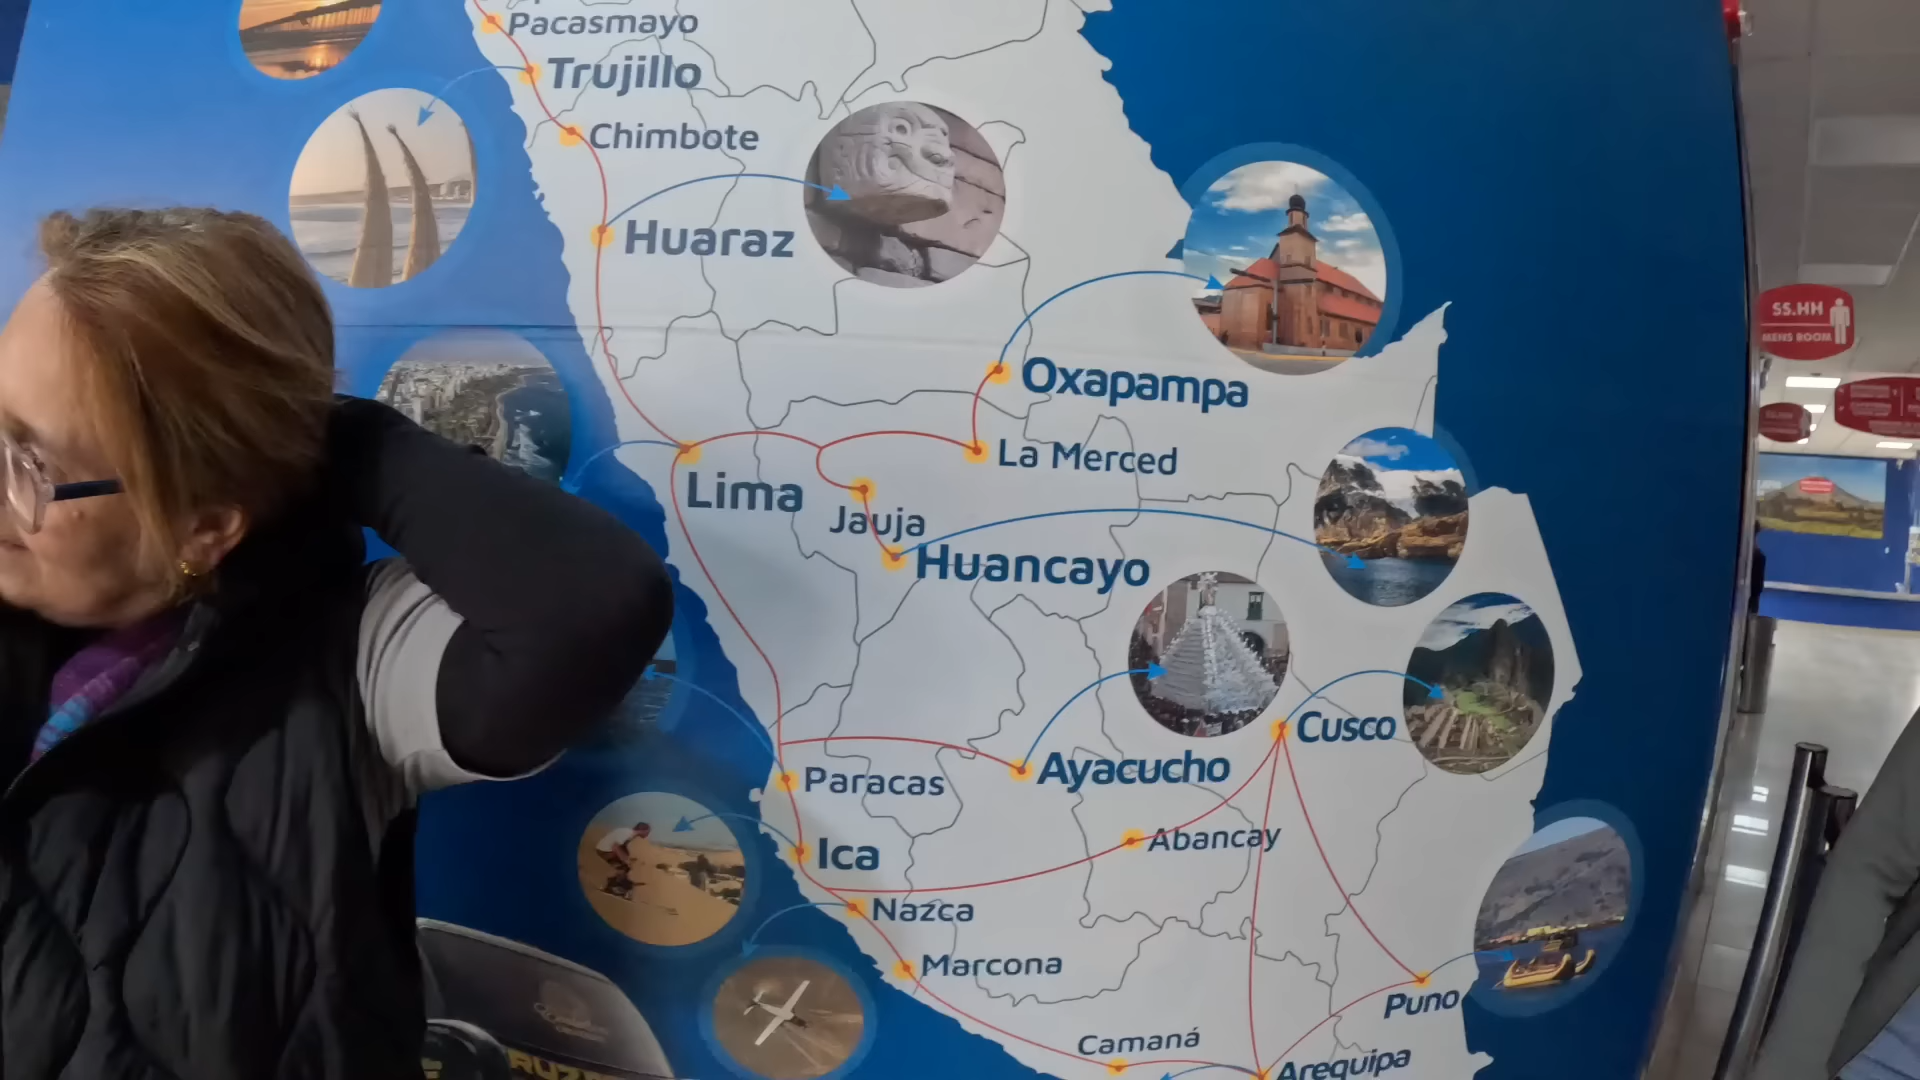 Pacasmayo
Trujillo
Chimbote
Huaraz
Oxapampa
La Merced
Lima
Jauja
Huancayo
Cusco
Ayacucho
Paracas
Abancay
Ica
Nazca
Marcona
Puno
Camaná
Arequipa
SS.HH
MENS ROOM